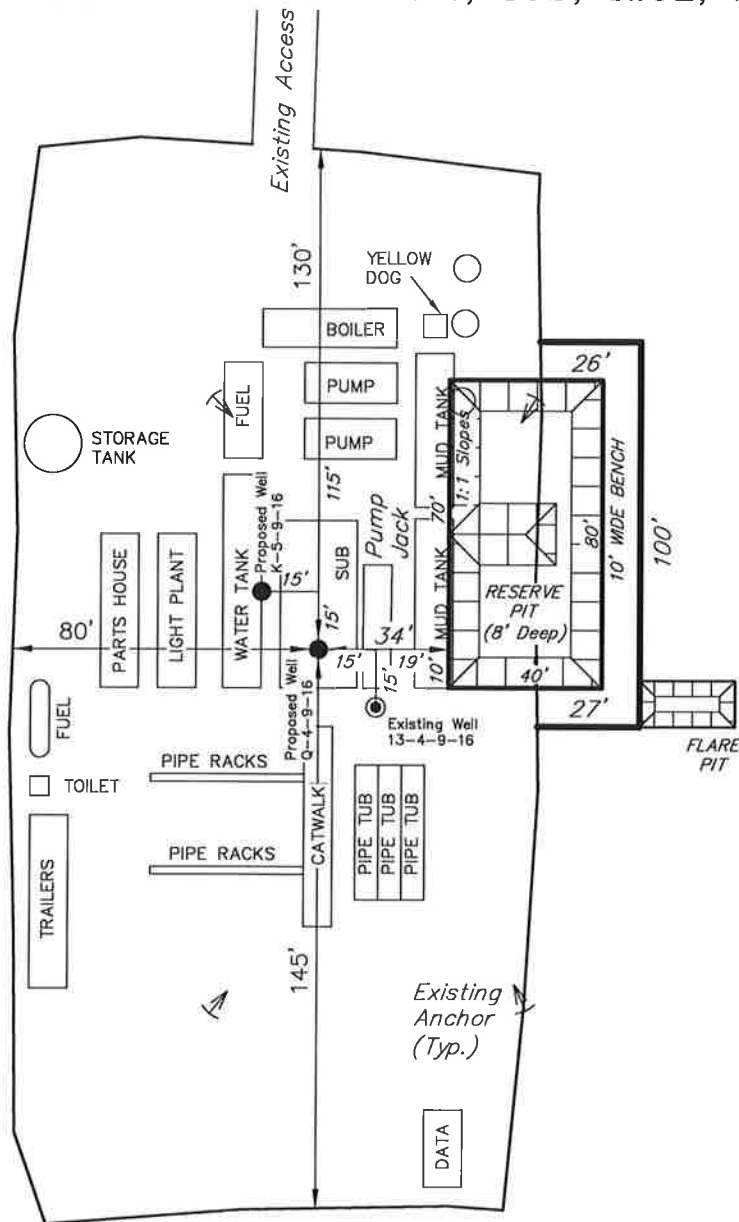 Existing Access
130'
YELLOW
DOG
BOILER
26'
FUEL
PUMP
MUD TANK
1:1 Slopes
STORAGE
TANK
PUMP
115'
70'
Pump
Jack
80'
10' WIDE BENCH
100'
Proposed Well
K-5-9-16
15'
SUB
PARTS HOUSE
LIGHT PLANT
WATER TANK
MUD TANK
RESERVE
PIT
(8' Deep)
80'
15'
34'
15'
19'
10'
15'
40'
27'
Proposed Well
Q-4-9-16
Existing Well
13-4-9-16
FUEL
FLARE
PIT
TOILET
PIPE RACKS
CATWALK
PIPE TUB
PIPE TUB
PIPE TUB
PIPE RACKS
TRAILERS
145'
Existing
Anchor
(Typ.)
DATA